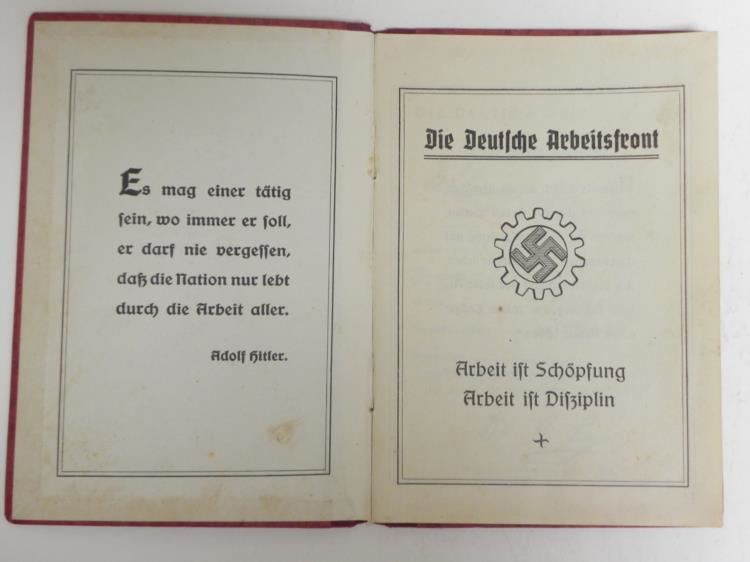 Es mag einer tätig
sein, wo immer er soll,
er darf nie vergessen,
daß die Nation nur lebt
durch die Arbeit aller.
Adolf Hitler.
Die Deutsche Arbeitsfront
Arbeit ist Schöpfung
Arbeit ist Disziplin